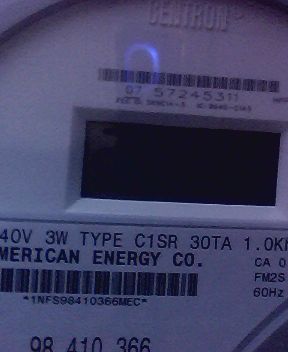 CENTRON
07 57245311
40V 3W TYPE C1SR 30TA 1.0K
MERICAN ENERGY CO.
CA 0
FM2S
60Hz
*1NFS98410366MEC*
98 410 366